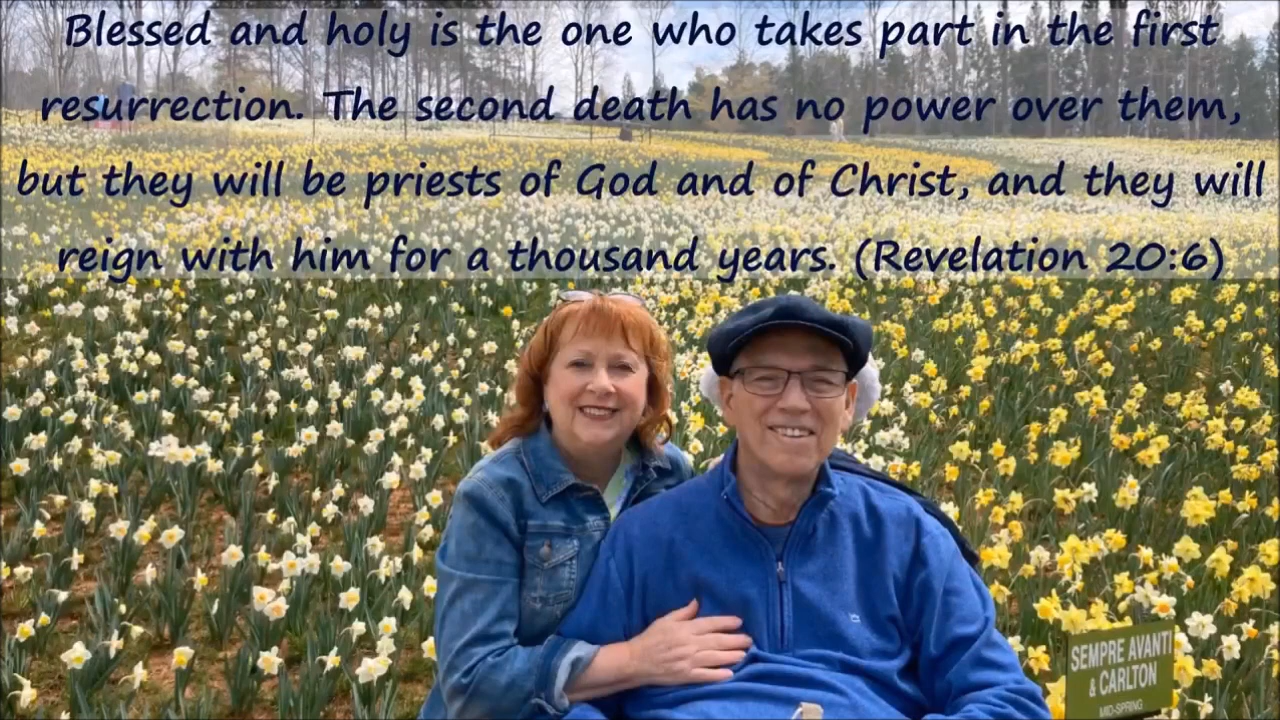 Blessed and holy is the one who takes part in the first
resurrection. The second death has no power over them,
but they will be priests of God and of Christ, and they will
reign with him for a thousand years. (Revelation 20:6)
SEMPRE AVANTI
& CARLTON
MID-SPRING